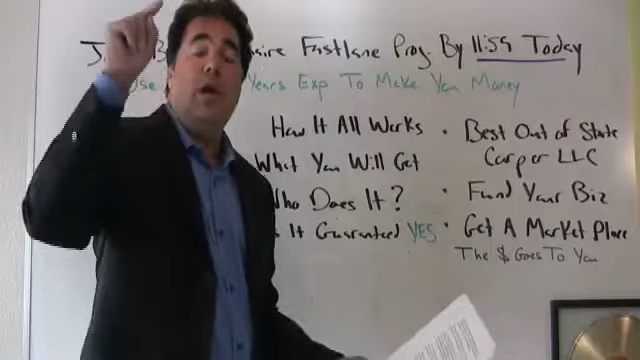 Fastlane Prog. By 11:59 Today
Years Exp To Make You Money
How It All Works
What You Will Get
Who Does It?
It Guaranteed YES
• Best Out of State
Corp or LLC
• Fund Your Biz
• Get A Market Place
The $ Goes To You